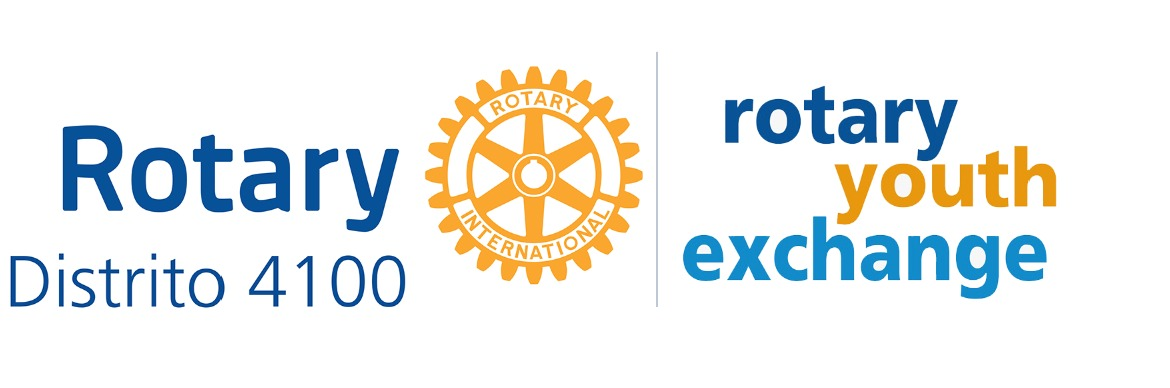 Rotary
Distrito 4100
ROTARY
INTERNATIONAL
rotary
youth
exchange